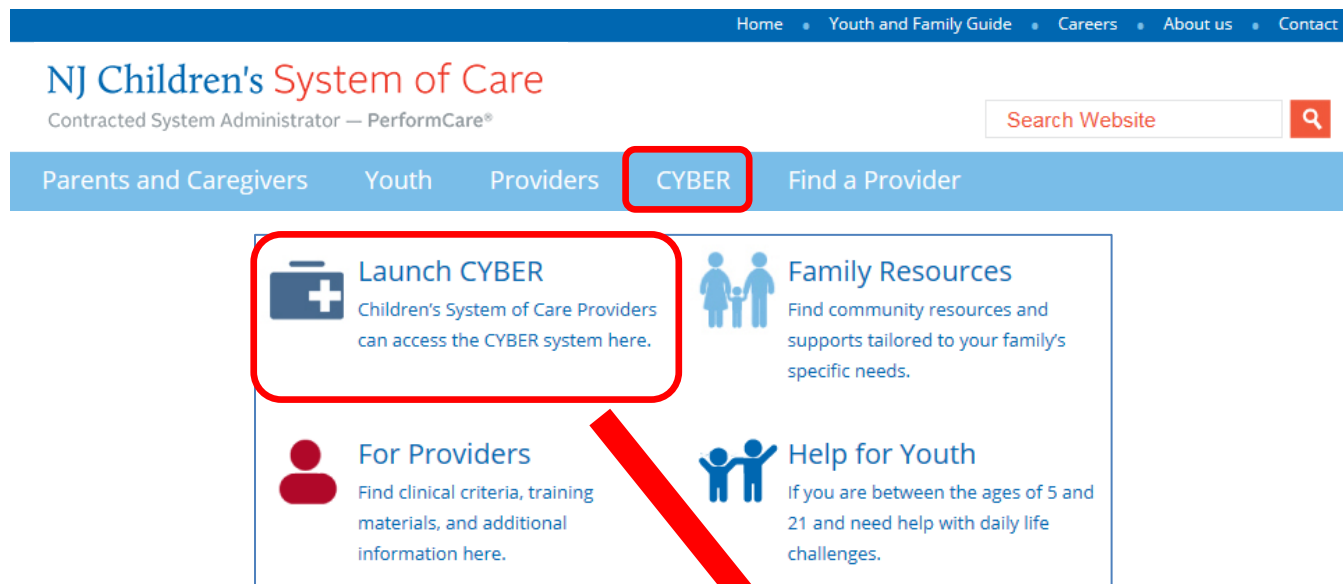 Home • Youth and Family Guide • Careers • About us • Contact
NJ Children's System of Care
Contracted System Administrator — PerformCare®
Search Website
Parents and Caregivers Youth Providers CYBER Find a Provider
Launch CYBER
Children's System of Care Providers
can access the CYBER system here.
Family Resources
Find community resources and
supports tailored to your family's
specific needs.
For Providers
Find clinical criteria, training
materials, and additional
information here.
Help for Youth
If you are between the ages of 5 and
21 and need help with daily life
challenges.